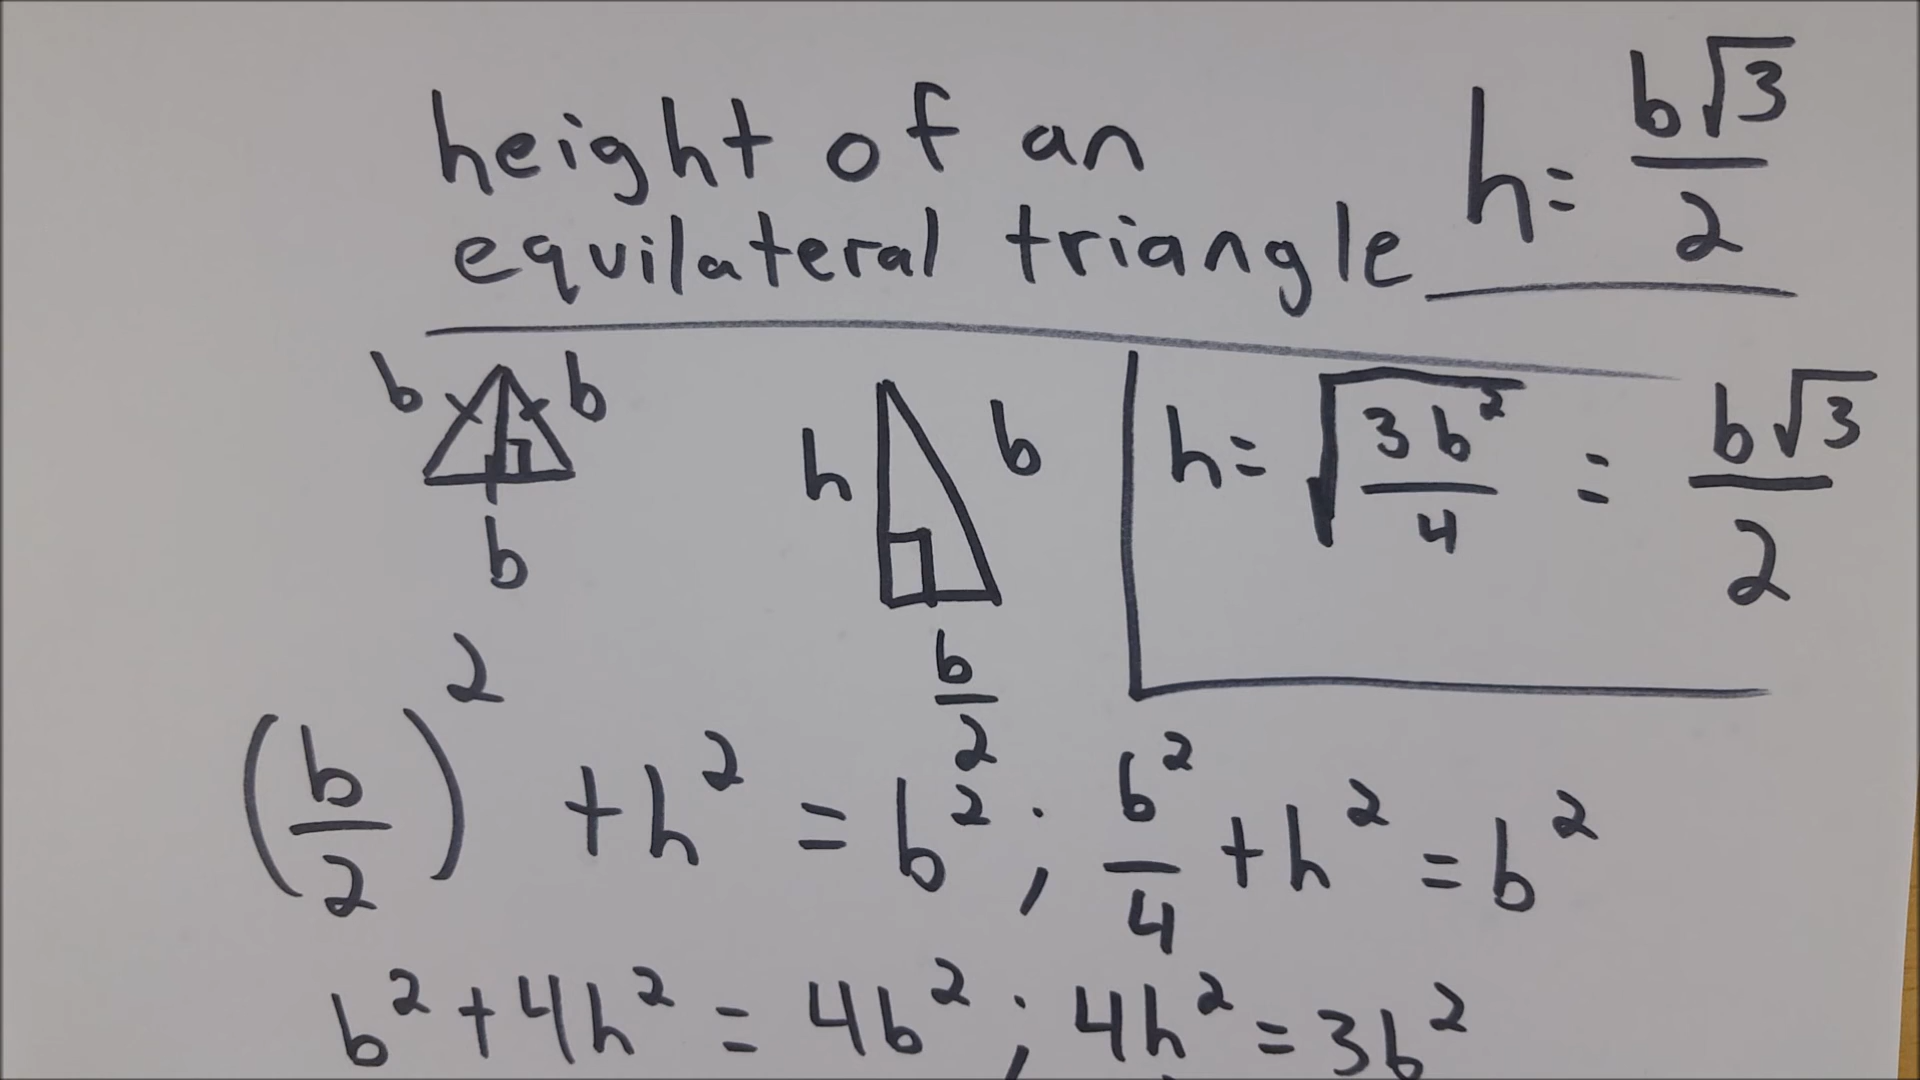 height of an
equilateral triangle
h = b√3/2
b b
b
h b
b/2
h = √(3b²/4) = b√3/2
(b/2)² + h² = b² ; b²/4 + h² = b²
b² + 4h² = 4b² ; 4h² = 3b²